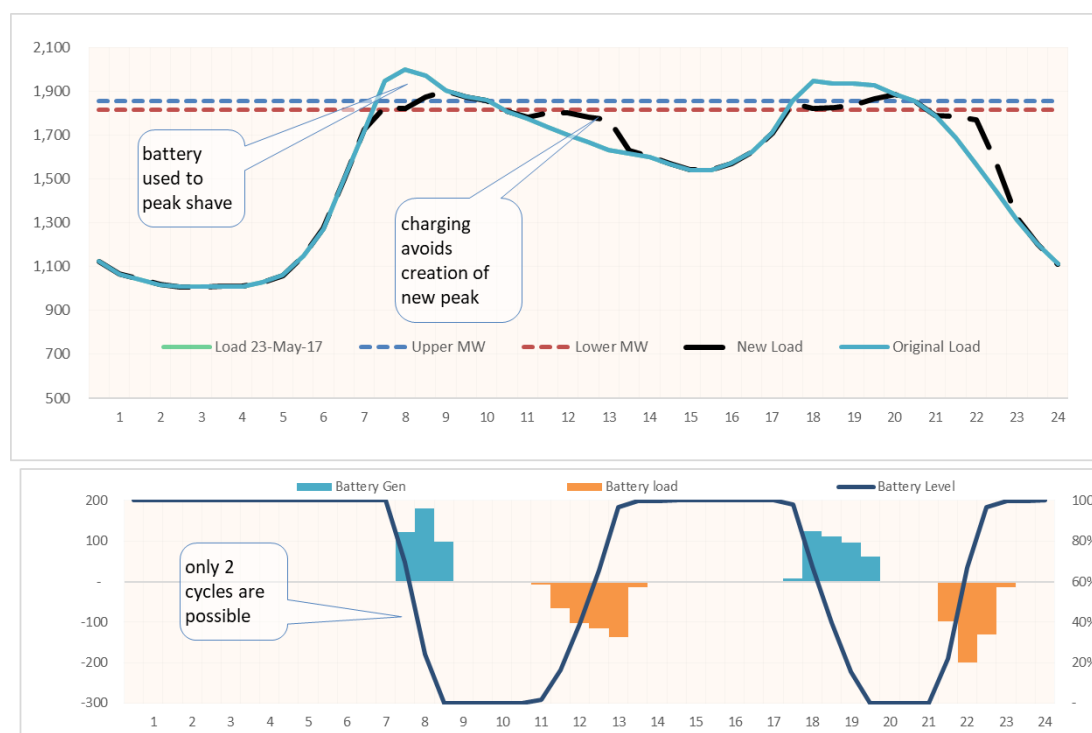 2,100
1,900
1,700
1,500
1,300
1,100
900
700
500
battery
used to
peak shave
charging
avoids
creation of
new peak
Load 23-May-17 Upper MW Lower MW New Load Original Load
1 2 3 4 5 6 7 8 9 10 11 12 13 14 15 16 17 18 19 20 21 22 23 24
Battery Gen Battery load Battery Level
200 100
100 80%
- 60%
-100 40%
-200 20%
-300 -
only 2
cycles are
possible
1 2 3 4 5 6 7 8 9 10 11 12 13 14 15 16 17 18 19 20 21 22 23 24